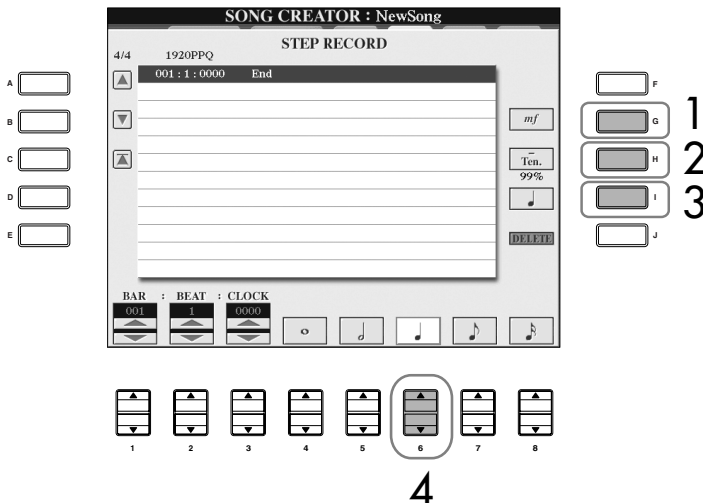 SONG CREATOR : NewSong
STEP RECORD
4/4 1920PPQ
001 : 1 : 0000 End
A
B
C
D
E
F
G
H
I
J
1
2
3
mf
Ten.
99%
DELETE
BAR : BEAT : CLOCK
001 1 0000
1 2 3 4 5 6 7 8
4